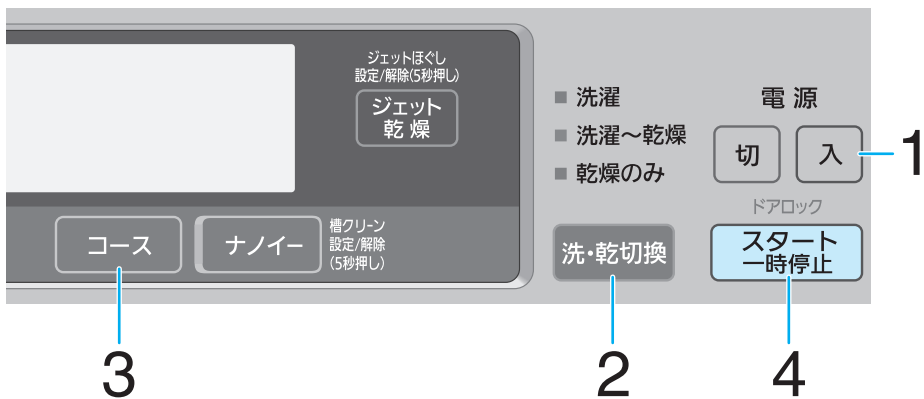 ジェットほぐし
設定/解除(5秒押し)
ジェット
乾燥
■ 洗濯
■ 洗濯～乾燥
■ 乾燥のみ
電源
切
入
1
ドアロック
コース
ナノイー
槽クリーン
設定/解除
(5秒押し)
洗・乾切換
スタート
一時停止
3
2
4